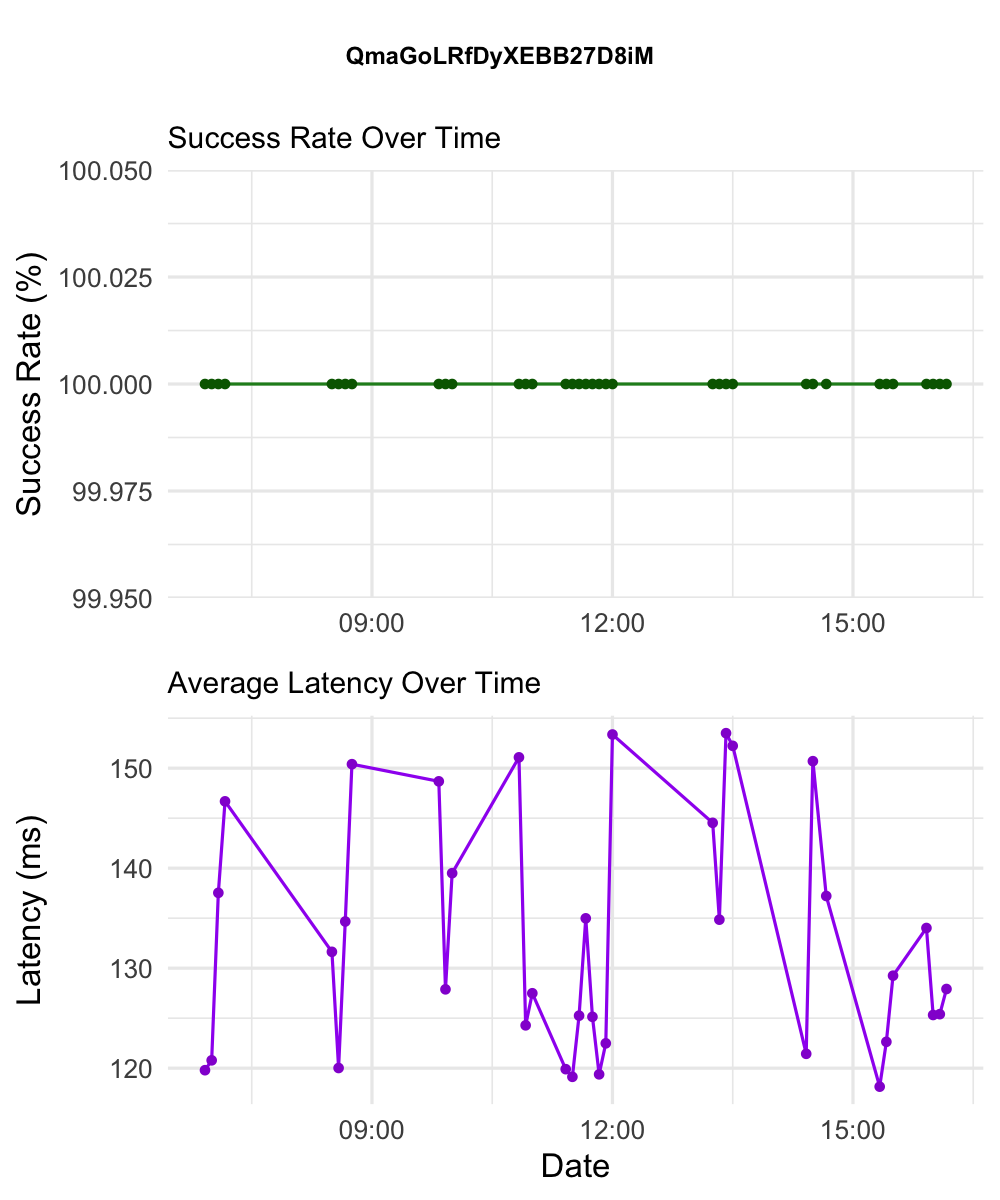 QmaGoLRfDyXEBB27D8iM
Success Rate Over Time
Success Rate (%)
100.050
100.025
100.000
99.975
99.950
09:00 12:00 15:00
Average Latency Over Time
Latency (ms)
150
140
130
120
09:00 12:00 15:00
Date